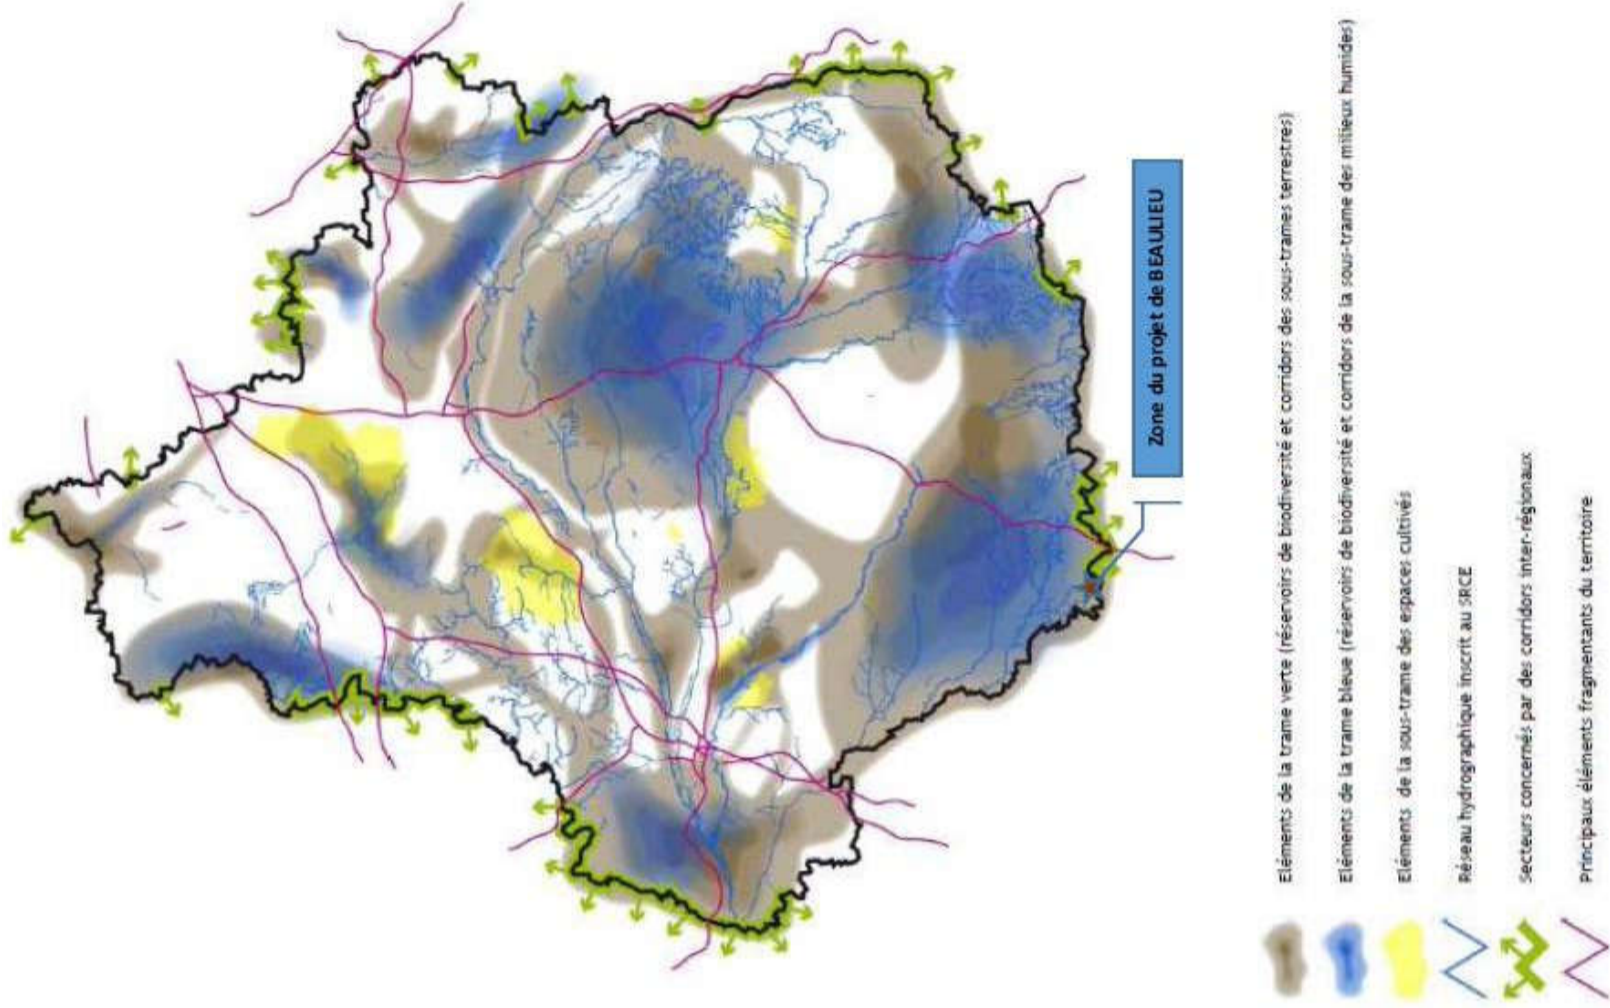 Zone du projet de BEAULIEU
Eléments de la trame verte (réservoirs de biodiversité et corridors des sous-trames terrestres)
Eléments de la trame bleue (réservoirs de biodiversité et corridors de la sous-trame des milieux humides)
Eléments de la sous-trame des espaces cultivés
Réseau hydrographique inscrit au SRCE
Secteurs concernés par des corridors inter-régionaux
Principaux éléments fragmentants du territoire